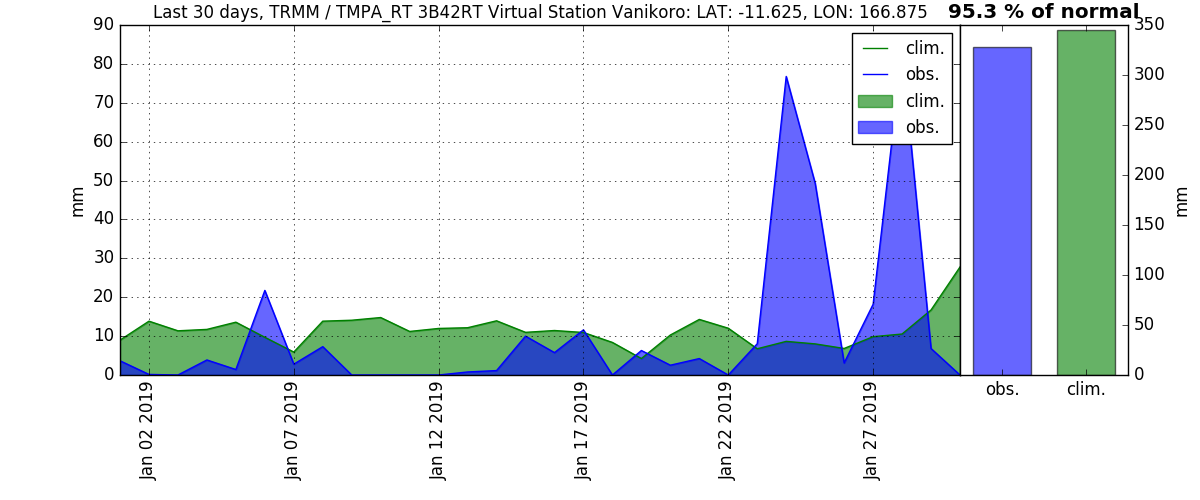 Last 30 days, TRMM / TMPA_RT 3B42RT Virtual Station Vanikoro: LAT: -11.625, LON: 166.875
95.3 % of normal
90
80
70
60
50
40
30
20
10
0
mm
clim.
obs.
clim.
obs.
Jan 02 2019
Jan 07 2019
Jan 12 2019
Jan 17 2019
Jan 22 2019
Jan 27 2019
350
300
250
200
150
100
50
0
mm
obs.
clim.